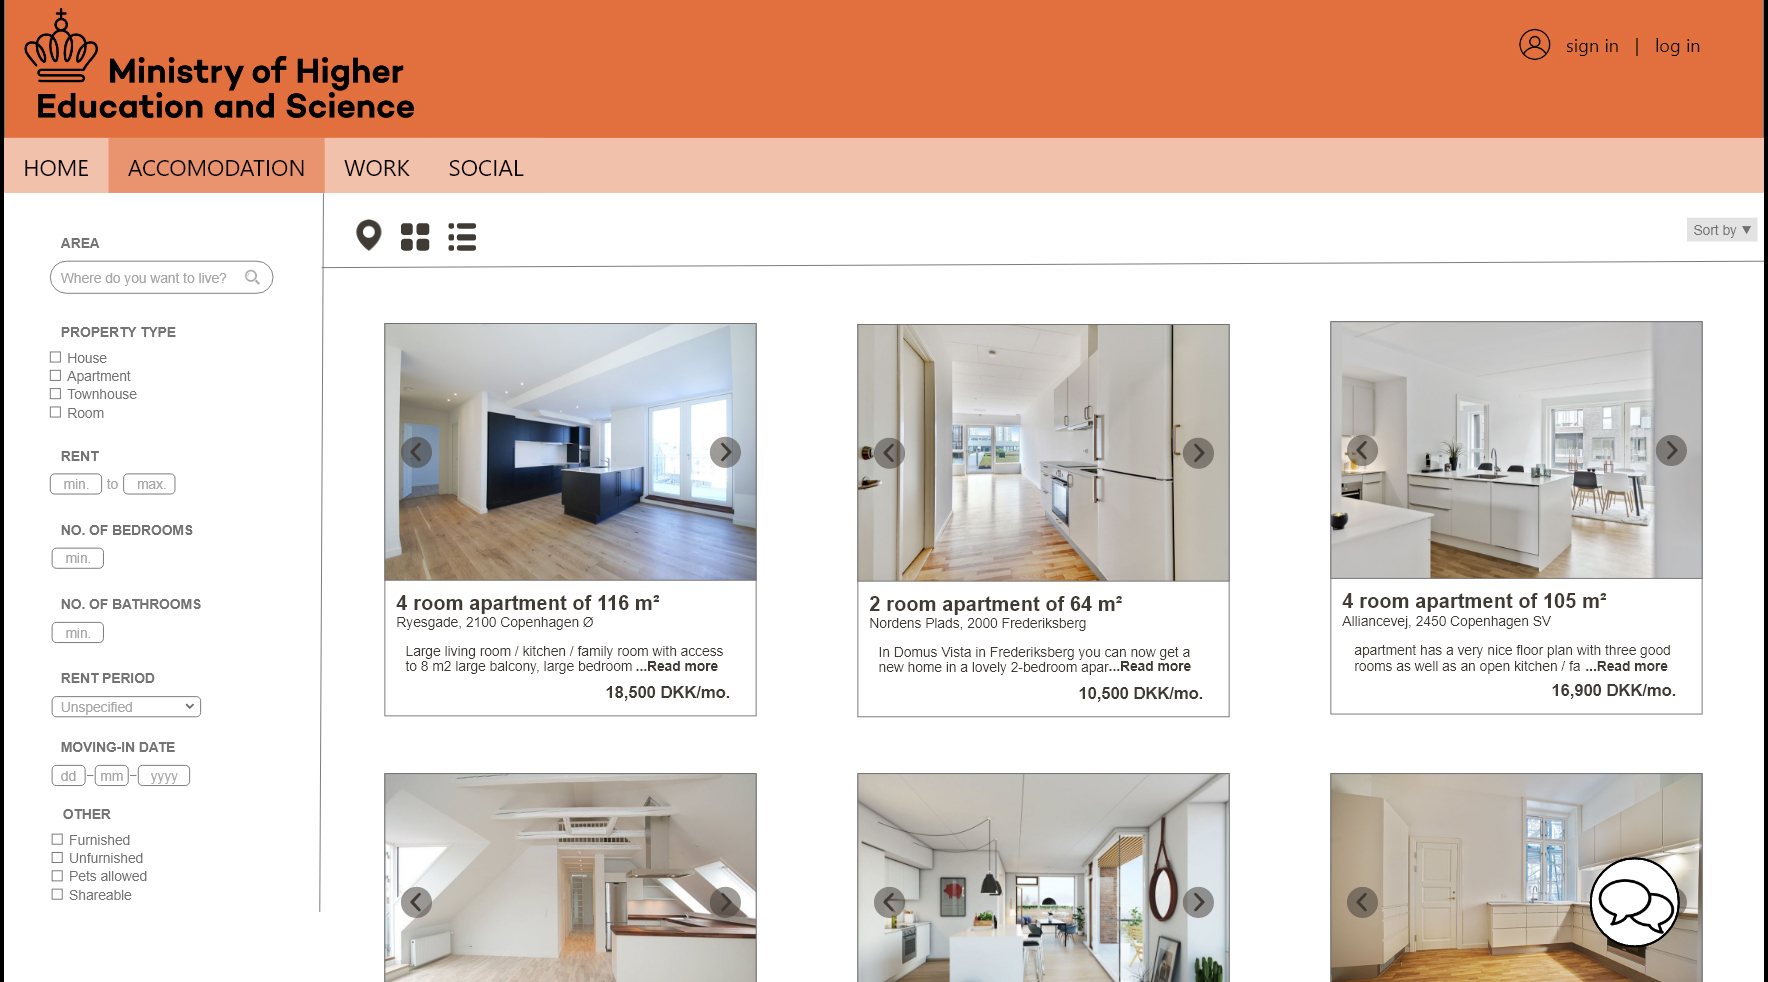 Ministry of Higher
Education and Science
sign in | log in
HOME ACCOMODATION WORK SOCIAL
AREA
Where do you want to live?
PROPERTY TYPE
House
Apartment
Townhouse
Room
RENT
min. to max.
NO. OF BEDROOMS
min.
NO. OF BATHROOMS
min.
RENT PERIOD
Unspecified
MOVING-IN DATE
dd - mm - yyyy
OTHER
Furnished
Unfurnished
Pets allowed
Shareable
Sort by ▼
4 room apartment of 116 m²
Ryesgade, 2100 Copenhagen Ø
Large living room / kitchen / family room with access
to 8 m2 large balcony, large bedroom ...Read more
18,500 DKK/mo.
2 room apartment of 64 m²
Nordens Plads, 2000 Frederiksberg
In Domus Vista in Frederiksberg you can now get a
new home in a lovely 2-bedroom apar...Read more
10,500 DKK/mo.
4 room apartment of 105 m²
Alliancevej, 2450 Copenhagen SV
apartment has a very nice floor plan with three good
rooms as well as an open kitchen / fa ...Read more
16,900 DKK/mo.